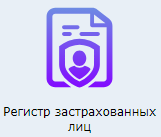 Регистр застрахованных
лиц